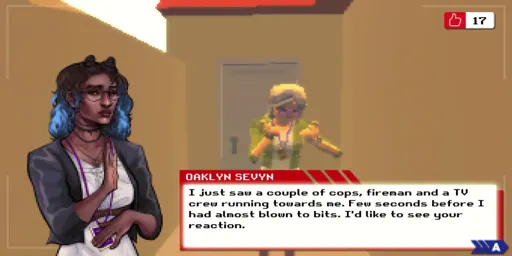 17
OAKLYN SEVYN
I just saw a couple of cops, fireman and a TV
crew running towards me. Few seconds before I
had almost blown to bits. I'd like to see your
reaction.
A